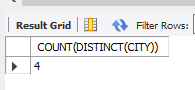 Result Grid Filter Rows:
COUNT(DISTINCT(CITY))
4